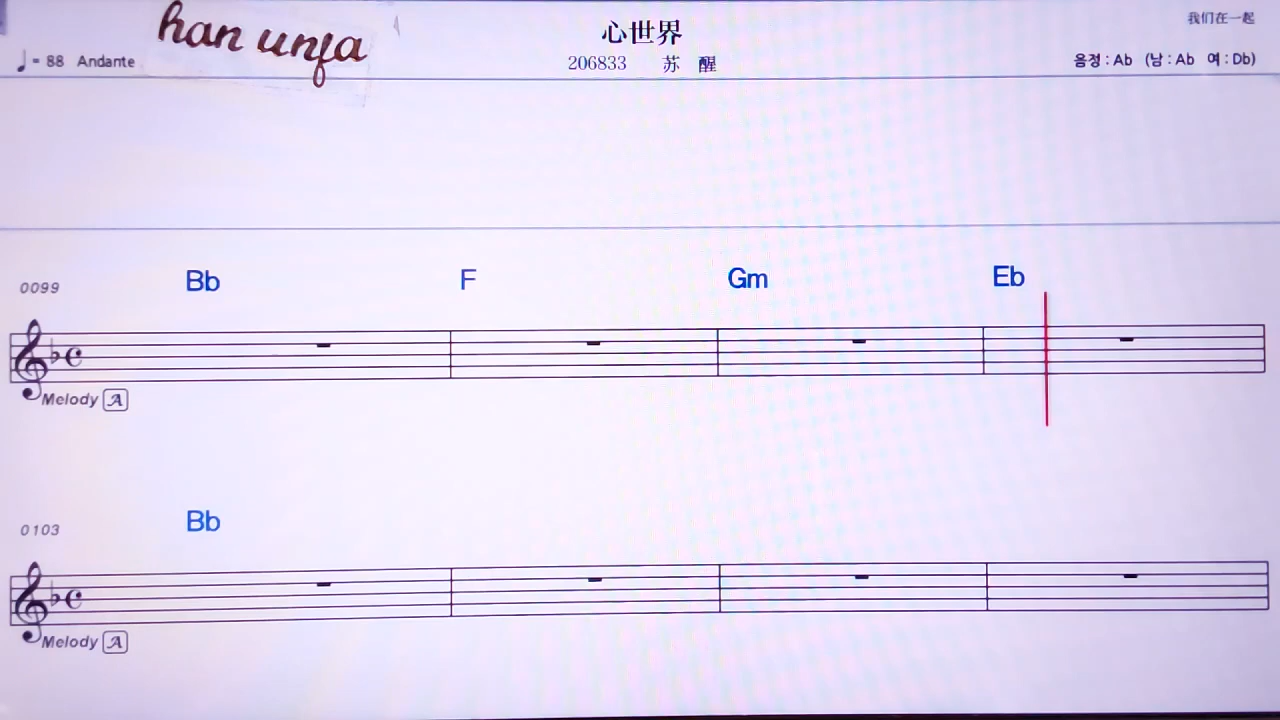 han unfa
心世界
我们在一起
♩= 88 Andante
206833 苏 醒
음정 : Ab (남 : Ab 여 : Db)
Bb F Gm Eb
0099
Melody A
Bb
0103
Melody A